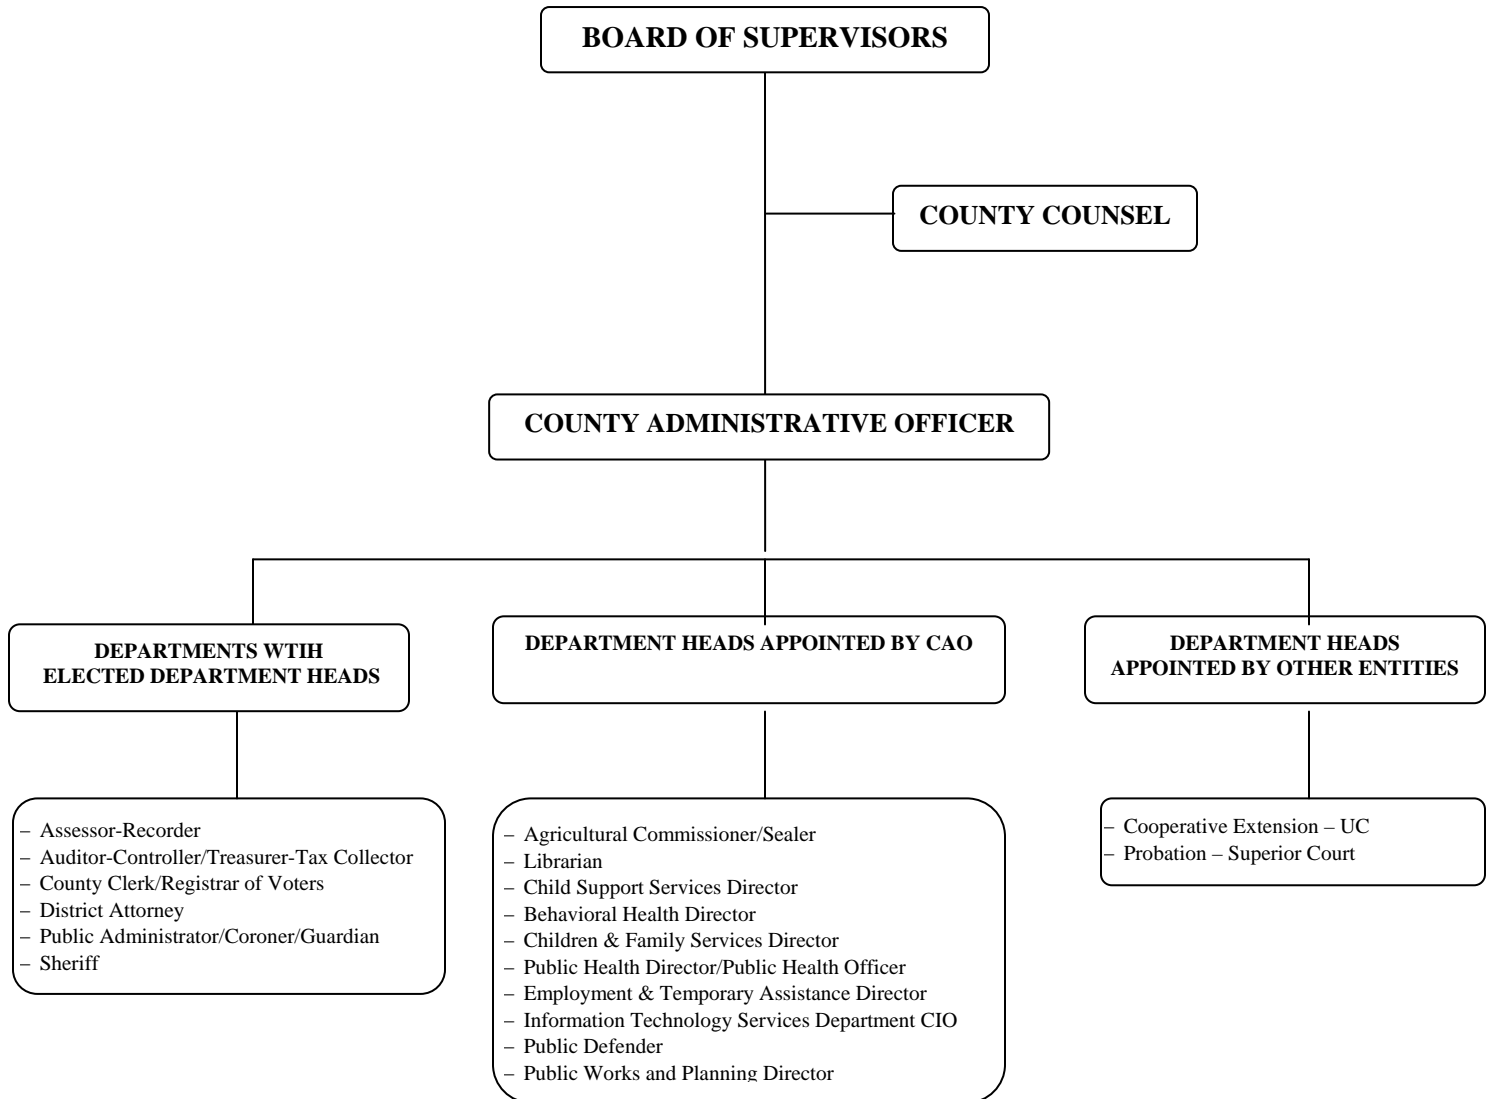 BOARD OF SUPERVISORS
COUNTY COUNSEL
COUNTY ADMINISTRATIVE OFFICER
DEPARTMENTS WTIH
ELECTED DEPARTMENT HEADS
DEPARTMENT HEADS APPOINTED BY CAO
DEPARTMENT HEADS
APPOINTED BY OTHER ENTITIES
– Assessor-Recorder
– Auditor-Controller/Treasurer-Tax Collector
– County Clerk/Registrar of Voters
– District Attorney
– Public Administrator/Coroner/Guardian
– Sheriff
– Agricultural Commissioner/Sealer
– Librarian
– Child Support Services Director
– Behavioral Health Director
– Children & Family Services Director
– Public Health Director/Public Health Officer
– Employment & Temporary Assistance Director
– Information Technology Services Department CIO
– Public Defender
– Public Works and Planning Director
– Cooperative Extension – UC
– Probation – Superior Court